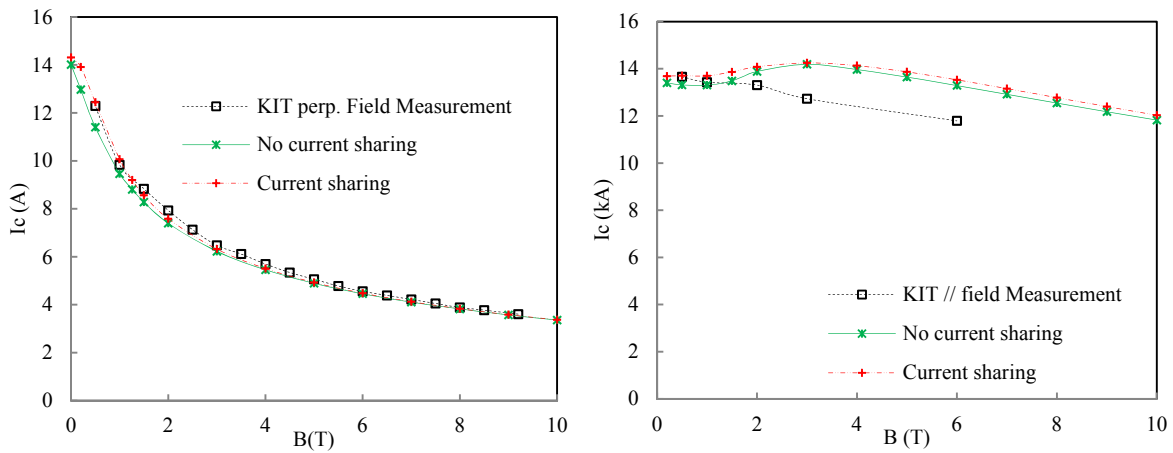 16
14
12
10
8
6
4
2
0
Ic (A)
KIT perp. Field Measurement
No current sharing
Current sharing
0 2 4 6 8 10
B(T)
16
14
12
10
8
6
4
2
0
Ic (kA)
KIT // field Measurement
No current sharing
Current sharing
0 2 4 6 8 10
B (T)